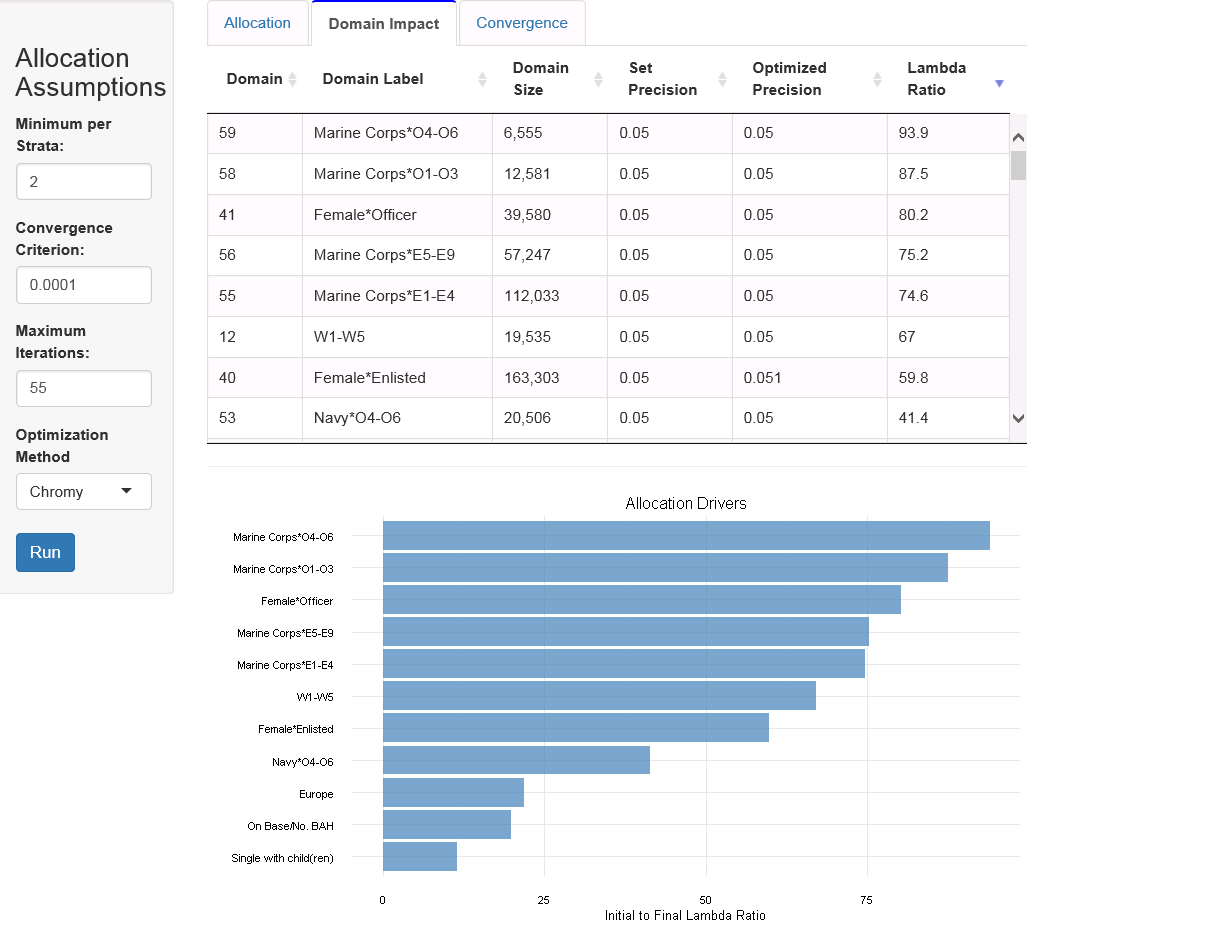 Allocation
Assumptions
Minimum per
Strata:
2
Convergence
Criterion:
0.0001
Maximum
Iterations:
55
Optimization
Method
Chromy
Run
Allocation Domain Impact Convergence
Domain Domain Label Domain Size Set Precision Optimized Precision Lambda Ratio
59 Marine Corps*O4-O6 6,555 0.05 0.05 93.9
58 Marine Corps*O1-O3 12,581 0.05 0.05 87.5
41 Female*Officer 39,580 0.05 0.05 80.2
56 Marine Corps*E5-E9 57,247 0.05 0.05 75.2
55 Marine Corps*E1-E4 112,033 0.05 0.05 74.6
12 W1-W5 19,535 0.05 0.05 67
40 Female*Enlisted 163,303 0.05 0.051 59.8
53 Navy*O4-O6 20,506 0.05 0.05 41.4
Allocation Drivers
Marine Corps*O4-O6
Marine Corps*O1-O3
Female*Officer
Marine Corps*E5-E9
Marine Corps*E1-E4
W1-W5
Female*Enlisted
Navy*O4-O6
Europe
On Base/No. BAH
Single with child(ren)
0 25 50 75
Initial to Final Lambda Ratio